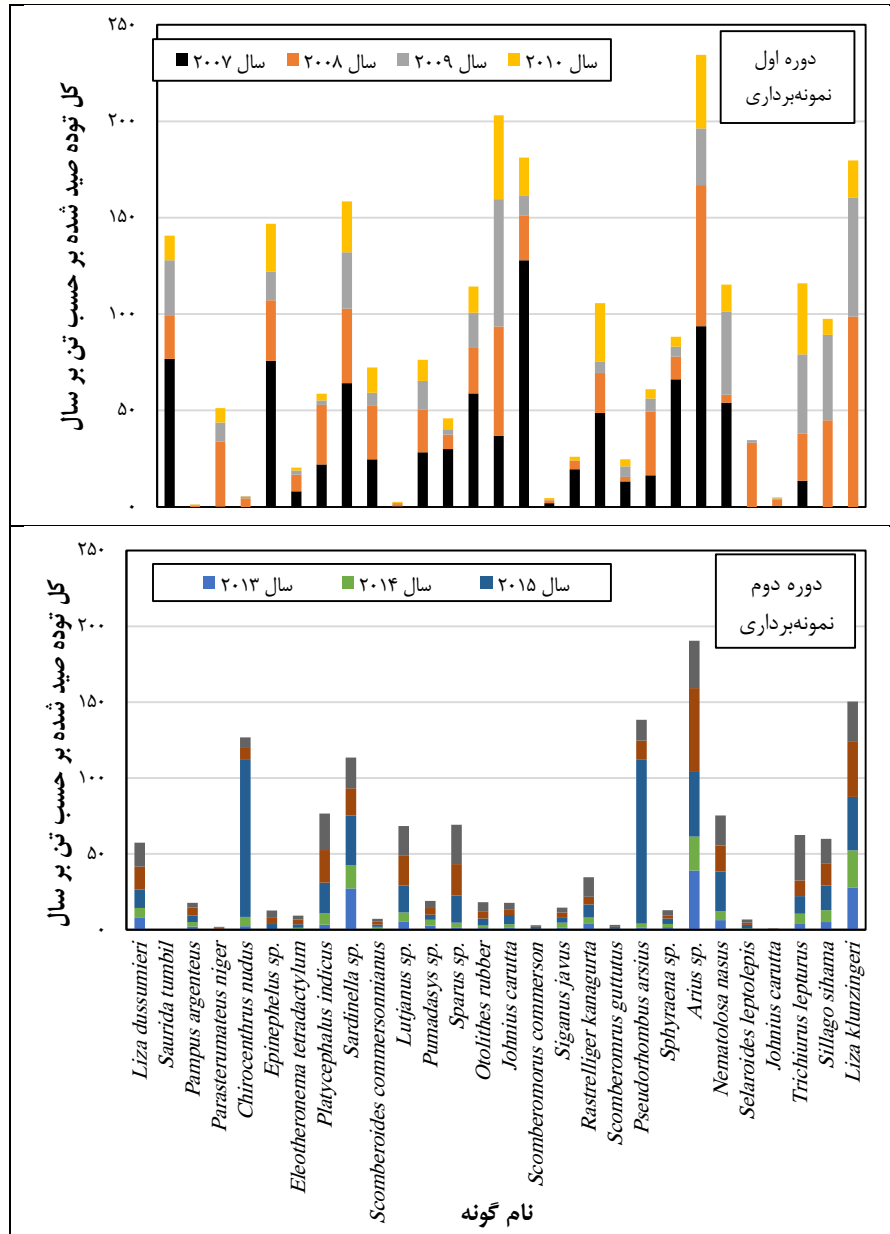 کل توده صید شده بر حسب تن بر سال
۲۵۰
۲۰۰
۱۵۰
۱۰۰
۵۰
۰
سال ۲۰۰۷
سال ۲۰۰۸
سال ۲۰۰۹
سال ۲۰۱۰
دوره اول
نمونه‌برداری
کل توده صید شده بر حسب تن بر سال
۲۵۰
۲۰۰
۱۵۰
۱۰۰
۵۰
۰
سال ۲۰۱۳
سال ۲۰۱۴
سال ۲۰۱۵
دوره دوم
نمونه‌برداری
Liza dussumieri
Saurida tumbil
Pampus argenteus
Parasterumateus niger
Chirocenthrus nudus
Epinephelus sp.
Eleotheronema tetradactylum
Platycephalus indicus
Sardinella sp.
Scomberoides commersonnianus
Lutjanus sp.
Pumadasys sp.
Sparus sp.
Otolithes rubber
Johnius carutta
Scomberomorus commerson
Siganus javus
Rastrelliger kanagurta
Scomberomrus guttutus
Pseudorhombus arsius
Sphyraena sp.
Arius sp.
Nematolosa nasus
Selaroides leptolepis
Johnius carutta
Trichiurus lepturus
Sillago sihama
Liza klunzingeri
نام گونه